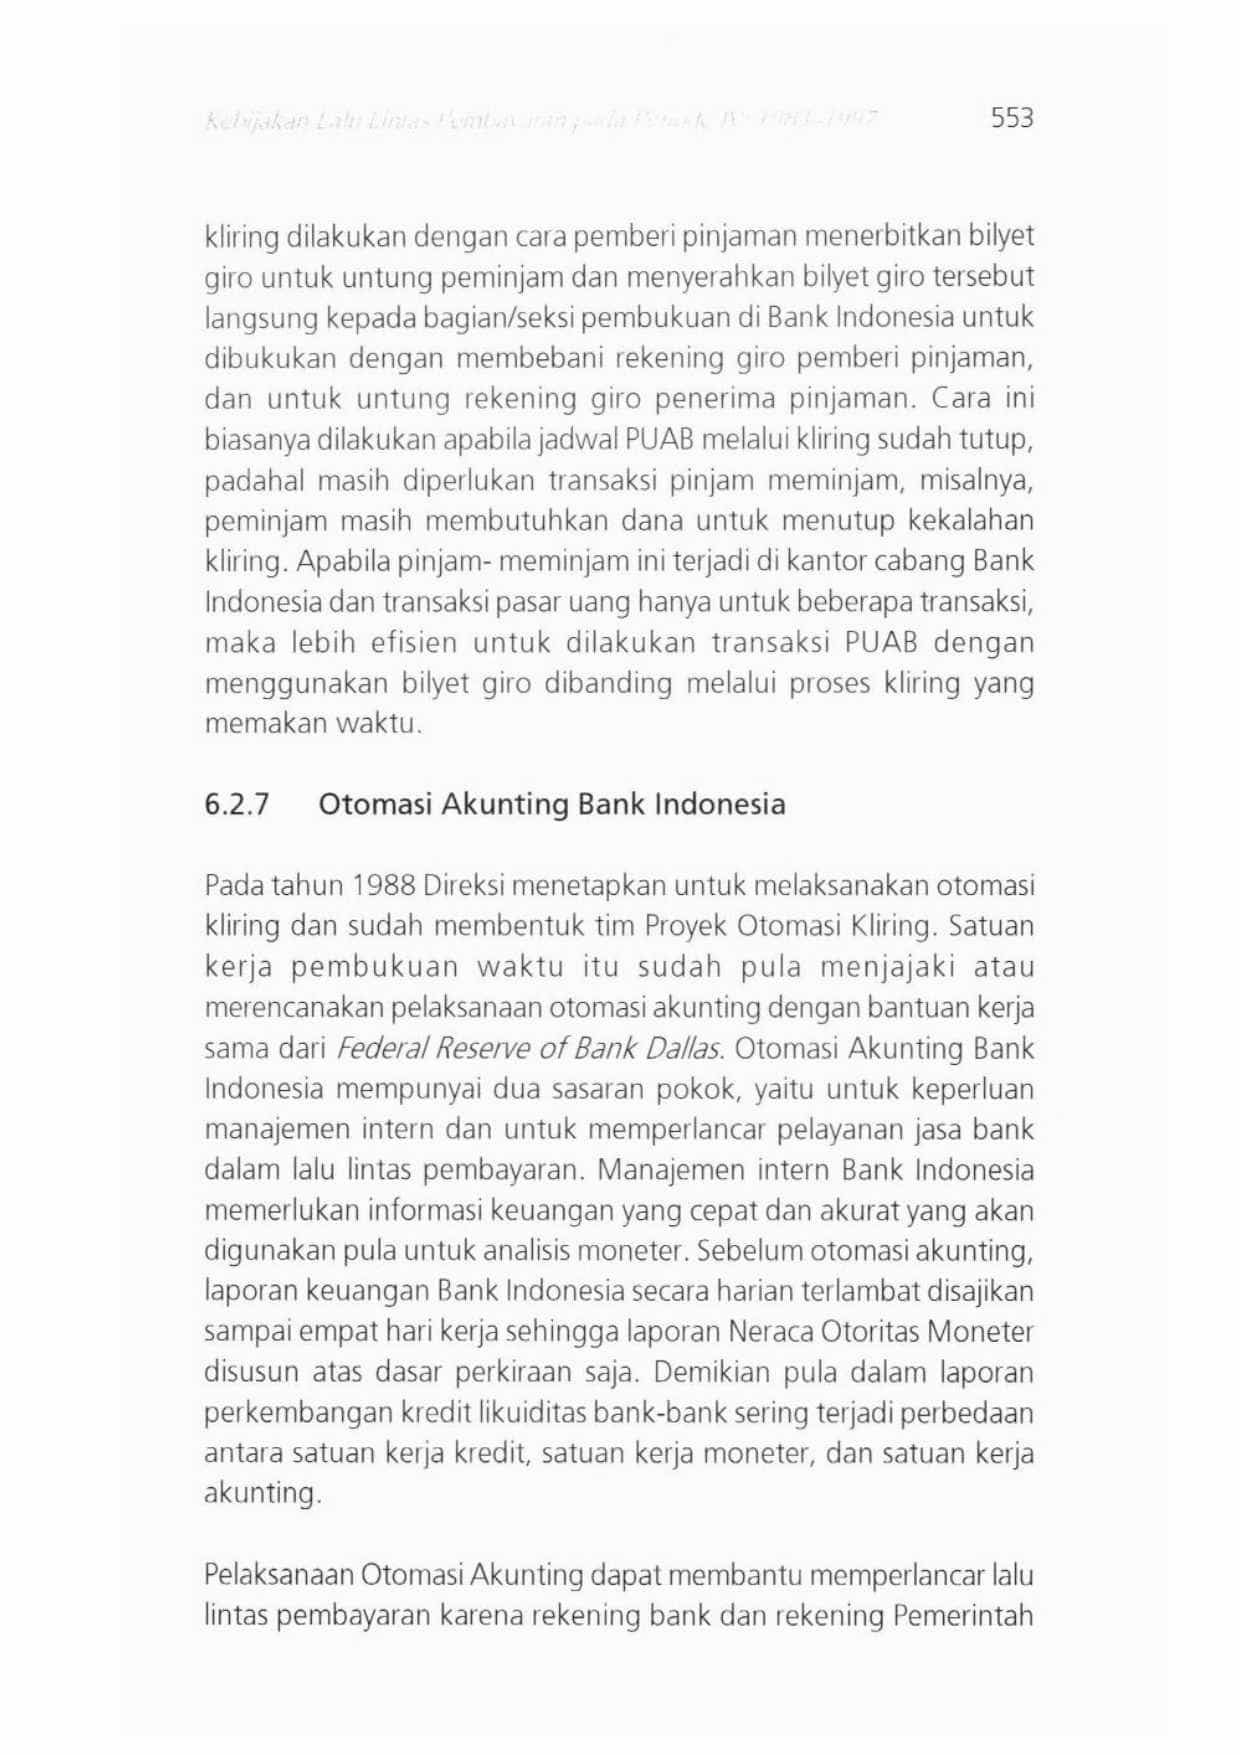 Kebijakan Lalu Lintas Pembayaran pada Periode IV: 1983-1997 553
kliring dilakukan dengan cara pemberi pinjaman menerbitkan bilyet
giro untuk untung peminjam dan menyerahkan bilyet giro tersebut
langsung kepada bagian/seksi pembukuan di Bank Indonesia untuk
dibukukan dengan membebani rekening giro pemberi pinjaman,
dan untuk untung rekening giro penerima pinjaman. Cara ini
biasanya dilakukan apabila jadwal PUAB melalui kliring sudah tutup,
padahal masih diperlukan transaksi pinjam meminjam, misalnya,
peminjam masih membutuhkan dana untuk menutup kekalahan
kliring. Apabila pinjam- meminjam ini terjadi di kantor cabang Bank
Indonesia dan transaksi pasar uang hanya untuk beberapa transaksi,
maka lebih efisien untuk dilakukan transaksi PUAB dengan
menggunakan bilyet giro dibanding melalui proses kliring yang
memakan waktu.
6.2.7 Otomasi Akunting Bank Indonesia
Pada tahun 1988 Direksi menetapkan untuk melaksanakan otomasi
kliring dan sudah membentuk tim Proyek Otomasi Kliring. Satuan
kerja pembukuan waktu itu sudah pula menjajaki atau
merencanakan pelaksanaan otomasi akunting dengan bantuan kerja
sama dari Federal Reserve of Bank Dallas. Otomasi Akunting Bank
Indonesia mempunyai dua sasaran pokok, yaitu untuk keperluan
manajemen intern dan untuk memperlancar pelayanan jasa bank
dalam lalu lintas pembayaran. Manajemen intern Bank Indonesia
memerlukan informasi keuangan yang cepat dan akurat yang akan
digunakan pula untuk analisis moneter. Sebelum otomasi akunting,
laporan keuangan Bank Indonesia secara harian terlambat disajikan
sampai empat hari kerja sehingga laporan Neraca Otoritas Moneter
disusun atas dasar perkiraan saja. Demikian pula dalam laporan
perkembangan kredit likuiditas bank-bank sering terjadi perbedaan
antara satuan kerja kredit, satuan kerja moneter, dan satuan kerja
akunting.
Pelaksanaan Otomasi Akunting dapat membantu memperlancar lalu
lintas pembayaran karena rekening bank dan rekening Pemerintah